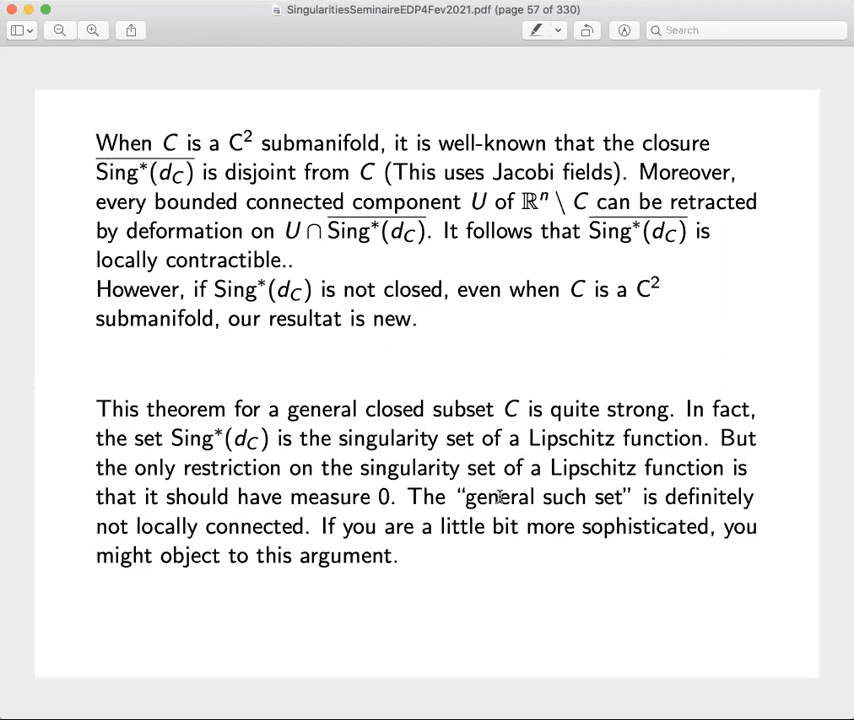 SingularitiesSeminaireEDP4Fev2021.pdf (page 57 of 330)
Search
When C is a C² submanifold, it is well-known that the closure
Sing*(d_C) is disjoint from C (This uses Jacobi fields). Moreover,
every bounded connected component U of ℝⁿ \ C can be retracted
by deformation on U ∩ Sing*(d_C). It follows that Sing*(d_C) is
locally contractible..
However, if Sing*(d_C) is not closed, even when C is a C²
submanifold, our resultat is new.
This theorem for a general closed subset C is quite strong. In fact,
the set Sing*(d_C) is the singularity set of a Lipschitz function. But
the only restriction on the singularity set of a Lipschitz function is
that it should have measure 0. The “general such set” is definitely
not locally connected. If you are a little bit more sophisticated, you
might object to this argument.